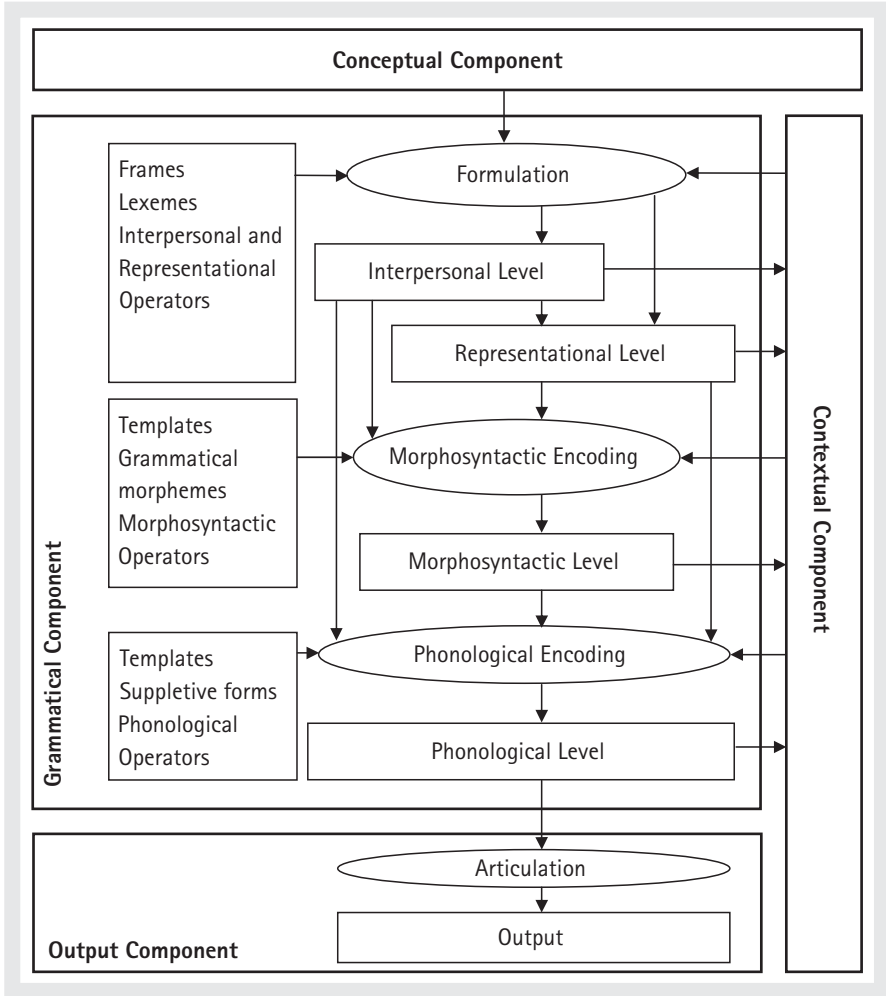 Conceptual Component
Frames
Lexemes
Interpersonal and
Representational
Operators
Formulation
Interpersonal Level
Representational Level
Templates
Grammatical
morphemes
Morphosyntactic
Operators
Morphosyntactic Encoding
Morphosyntactic Level
Templates
Suppletive forms
Phonological
Operators
Phonological Encoding
Phonological Level
Grammatical Component
Contextual Component
Articulation
Output
Output Component